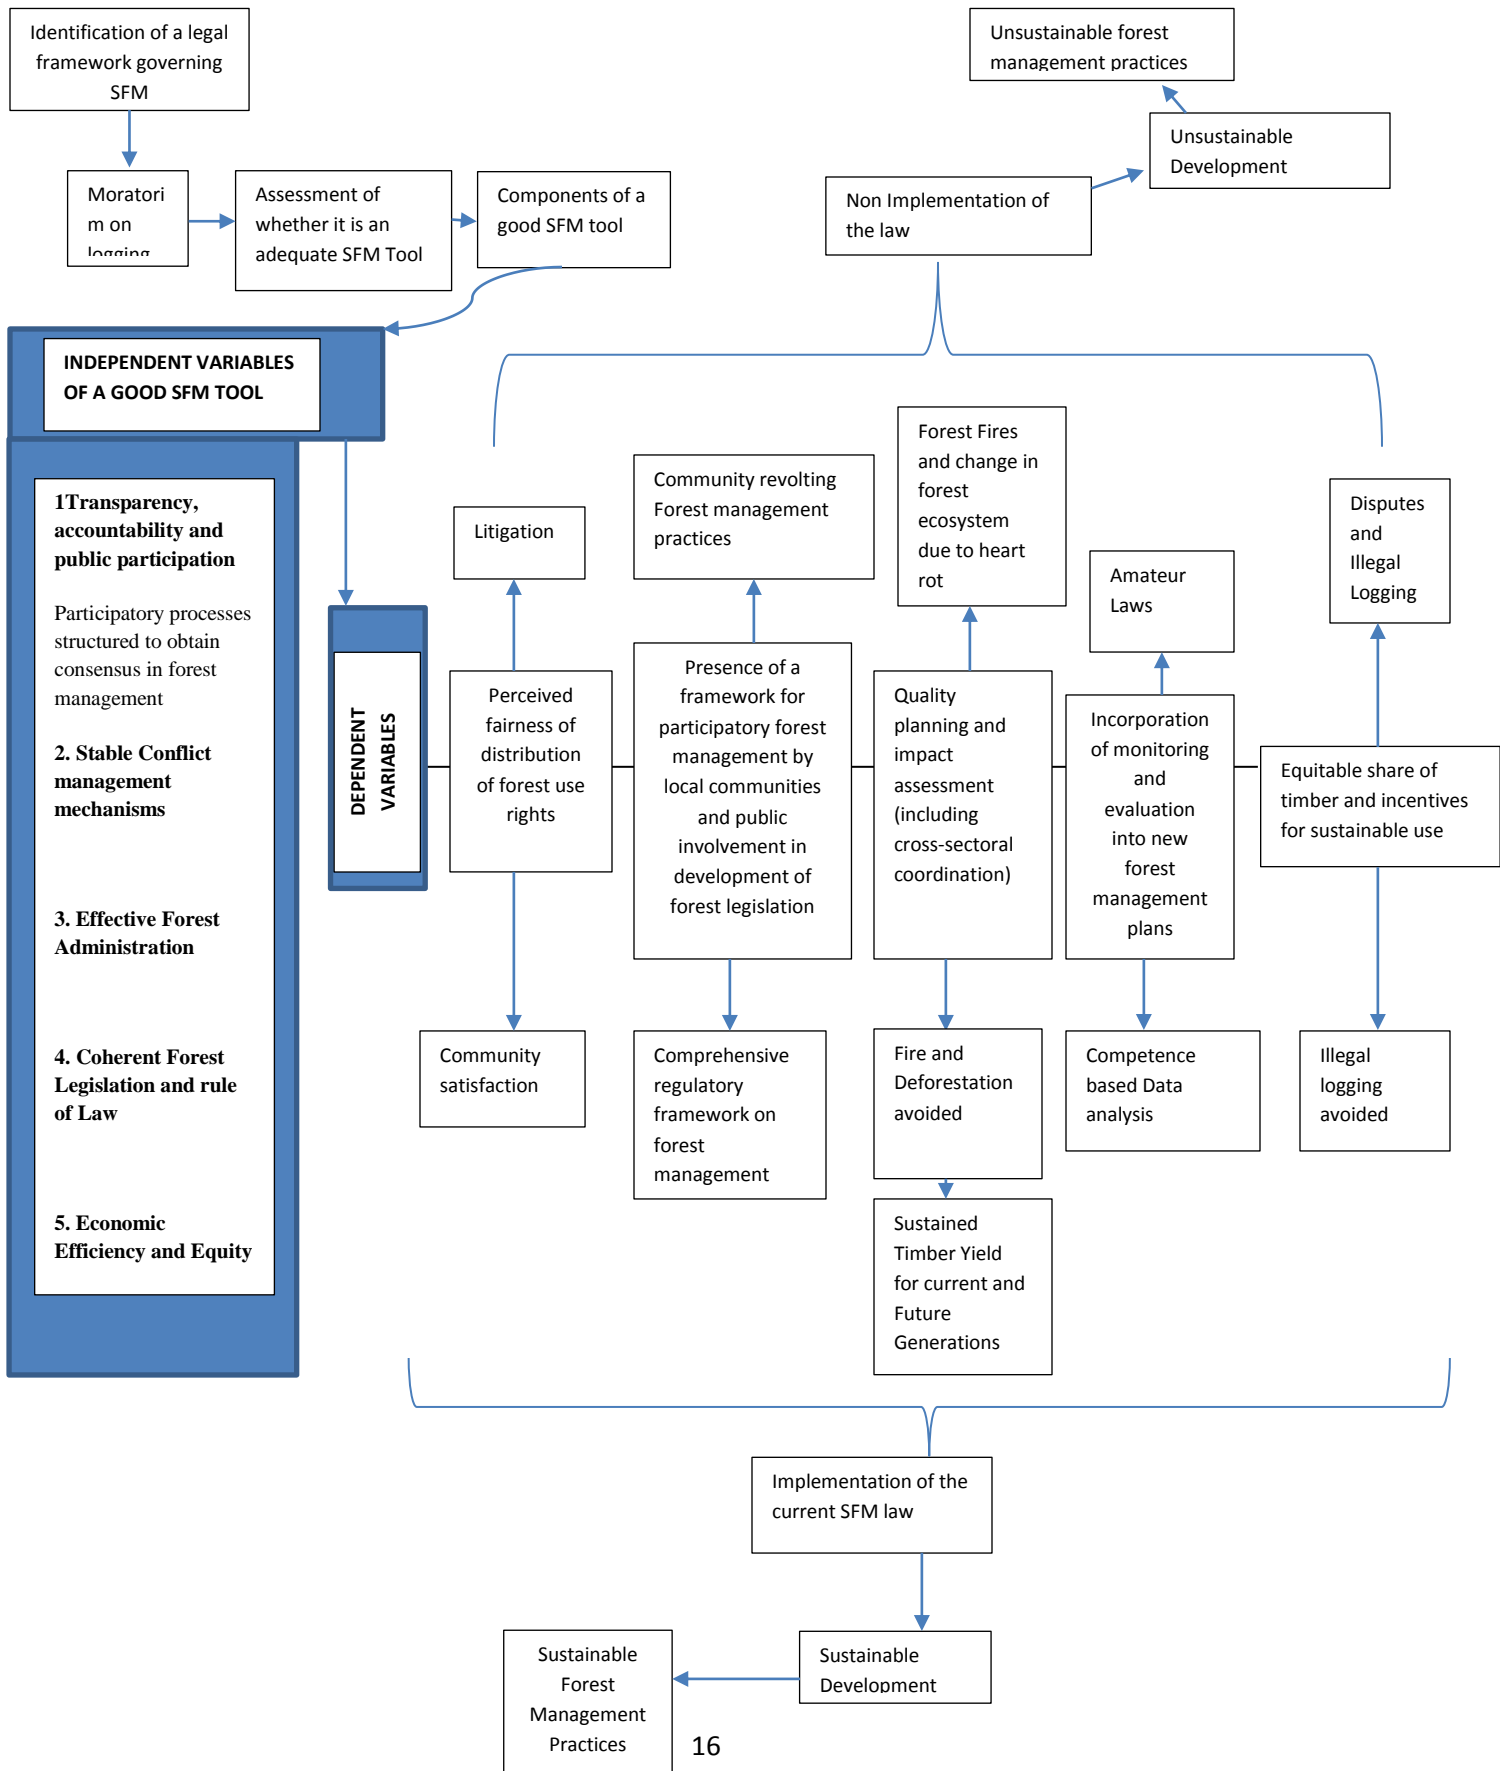 Identification of a legal
framework governing
SFM
Unsustainable forest
management practices
Unsustainable
Development
Moratori
m on
logging
Assessment of
whether it is an
adequate SFM Tool
Components of a
good SFM tool
Non Implementation of
the law
INDEPENDENT VARIABLES
OF A GOOD SFM TOOL
1Transparency,
accountability and
public participation
Participatory processes
structured to obtain
consensus in forest
management
2. Stable Conflict
management
mechanisms
3. Effective Forest
Administration
4. Coherent Forest
Legislation and rule
of Law
5. Economic
Efficiency and Equity
DEPENDENT
VARIABLES
Litigation
Community revolting
Forest management
practices
Forest Fires
and change in
forest
ecosystem
due to heart
rot
Amateur
Laws
Disputes
and
Illegal
Logging
Perceived
fairness of
distribution
of forest use
rights
Presence of a
framework for
participatory forest
management by
local communities
and public
involvement in
development of
forest legislation
Quality
planning and
impact
assessment
(including
cross-sectoral
coordination)
Incorporation
of monitoring
and
evaluation
into new
forest
management
plans
Equitable share of
timber and incentives
for sustainable use
Community
satisfaction
Comprehensive
regulatory
framework on
forest
management
Fire and
Deforestation
avoided
Competence
based Data
analysis
Illegal
logging
avoided
Sustained
Timber Yield
for current and
Future
Generations
Implementation of the
current SFM law
Sustainable
Development
Sustainable
Forest
Management
Practices
16